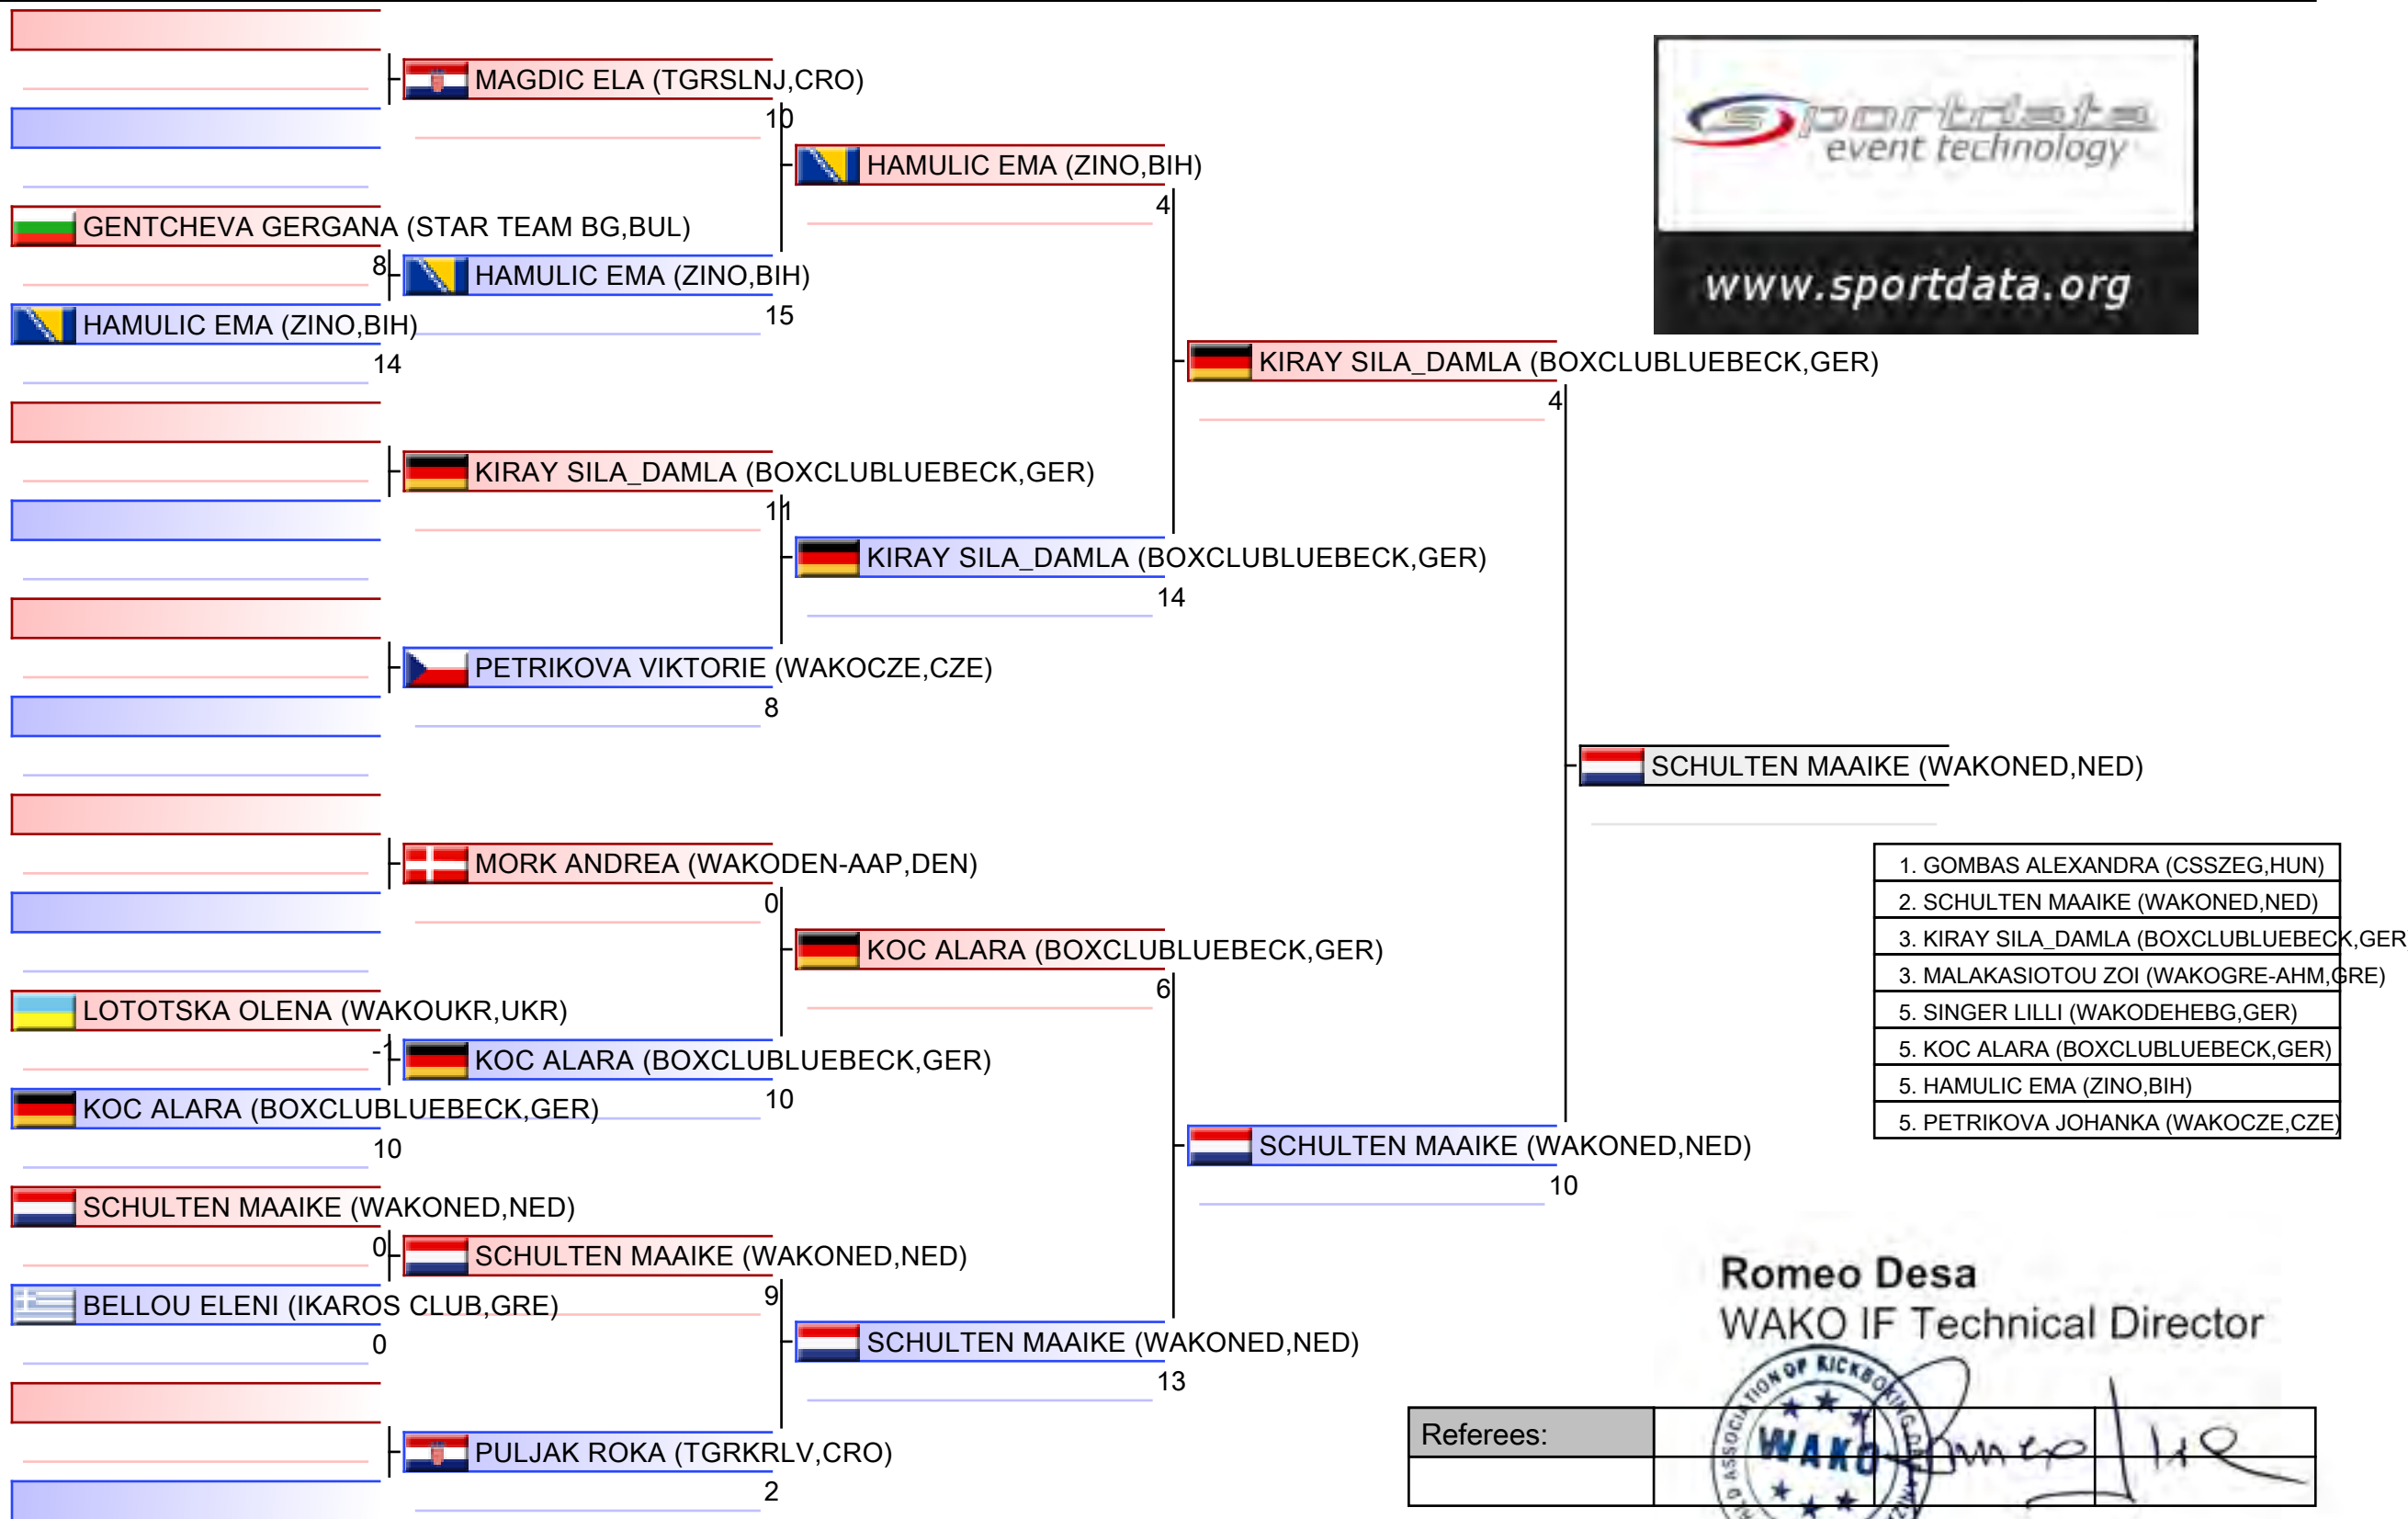 MAGDIC ELA (TGRSLNJ,CRO)
10
HAMULIC EMA (ZINO,BIH)
4
GENTCHEVA GERGANA (STAR TEAM BG,BUL)
8
HAMULIC EMA (ZINO,BIH)
15
HAMULIC EMA (ZINO,BIH)
14
KIRAY SILA_DAMLA (BOXCLUBLUEBECK,GER)
4
KIRAY SILA_DAMLA (BOXCLUBLUEBECK,GER)
11
KIRAY SILA_DAMLA (BOXCLUBLUEBECK,GER)
14
PETRIKOVA VIKTORIE (WAKOCZE,CZE)
8
SCHULTEN MAAIKE (WAKONED,NED)
MORK ANDREA (WAKODEN-AAP,DEN)
0
KOC ALARA (BOXCLUBLUEBECK,GER)
6
LOTOTSKA OLENA (WAKOUKR,UKR)
-1
KOC ALARA (BOXCLUBLUEBECK,GER)
10
KOC ALARA (BOXCLUBLUEBECK,GER)
10
SCHULTEN MAAIKE (WAKONED,NED)
10
SCHULTEN MAAIKE (WAKONED,NED)
0
SCHULTEN MAAIKE (WAKONED,NED)
9
BELLOU ELENI (IKAROS CLUB,GRE)
0
SCHULTEN MAAIKE (WAKONED,NED)
13
PULJAK ROKA (TGRKRLV,CRO)
2
sportdata
event technology
www.sportdata.org
1. GOMBAS ALEXANDRA (CSSZEG,HUN)
2. SCHULTEN MAAIKE (WAKONED,NED)
3. KIRAY SILA_DAMLA (BOXCLUBLUEBECK,GER
3. MALAKASIOTOU ZOI (WAKOGRE-AHM,GRE)
5. SINGER LILLI (WAKODEHEBG,GER)
5. KOC ALARA (BOXCLUBLUEBECK,GER)
5. HAMULIC EMA (ZINO,BIH)
5. PETRIKOVA JOHANKA (WAKOCZE,CZE)
Romeo Desa
WAKO IF Technical Director
Referees:
ASSOCIATION OF KICKBOXING
WAKO